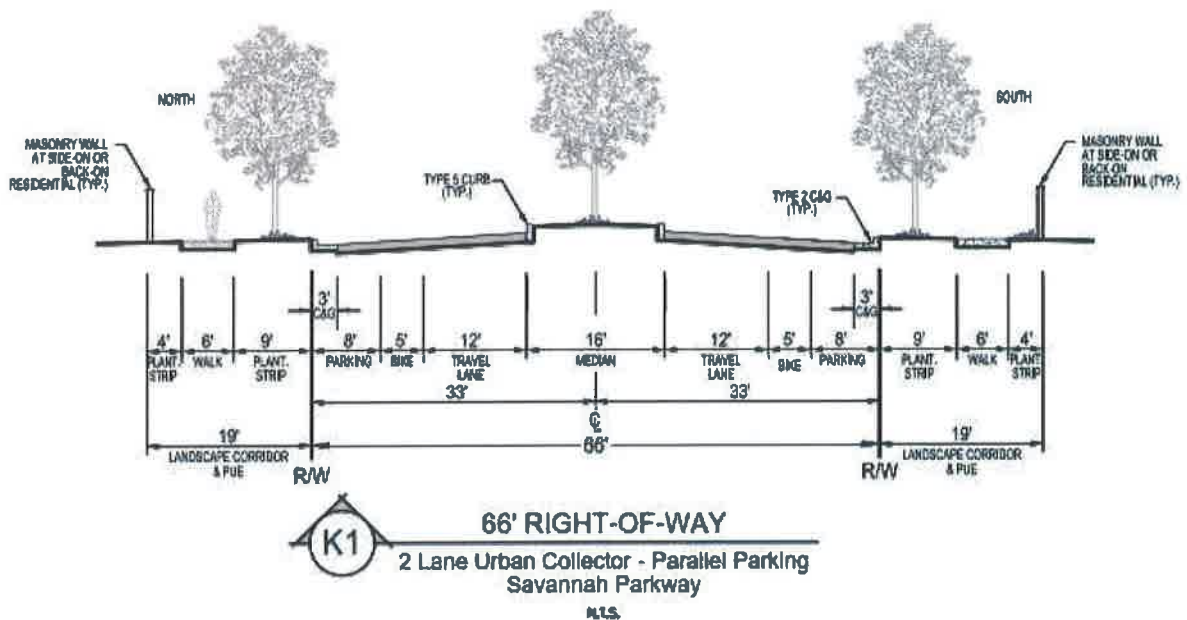 NORTH
SOUTH
MASONRY WALL
AT SIDE-ON OR
BACK-ON
RESIDENTIAL (TYP.)
TYPE 5 CURB
(TYP.)
TYPE 2 C&G
(TYP.)
MASONRY WALL
AT SIDE-ON OR
BACK-ON
RESIDENTIAL (TYP.)
3'
C&G
3'
C&G
4'
PLANT.
STRIP
6'
WALK
9'
PLANT.
STRIP
8'
PARKING
5'
BIKE
12'
TRAVEL
LANE
16'
MEDIAN
12'
TRAVEL
LANE
5'
BIKE
8'
PARKING
9'
PLANT.
STRIP
6'
WALK
4'
PLANT.
STRIP
33'
33'
℄
19'
LANDSCAPE CORRIDOR
& PUE
66'
19'
LANDSCAPE CORRIDOR
& PUE
R/W
R/W
K1
66' RIGHT-OF-WAY
2 Lane Urban Collector - Parallel Parking
Savannah Parkway
N.T.S.